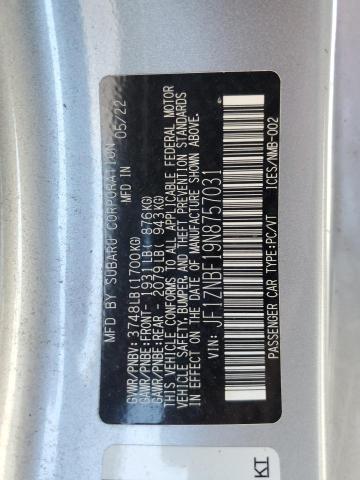 MFD BY SUBARU CORPORATION
MFD IN 05/22
GVWR/PNBV: 3748LB(1700KG)
GAWR/PNBE:FRONT- 1931LB( 876KG)
GAWR/PNBE:REAR - 2079LB( 943KG)
THIS VEHICLE CONFORMS TO ALL APPLICABLE FEDERAL MOTOR
VEHICLE SAFETY,BUMPER AND THEFT PREVENTION STANDARDS
IN EFFECT ON THE DATE OF MANUFACTURE SHOWN ABOVE.
VIN: JF1ZNBF19N8757031
PASSENGER CAR TYPE:PC/VT
ICES/NMB-002
KI